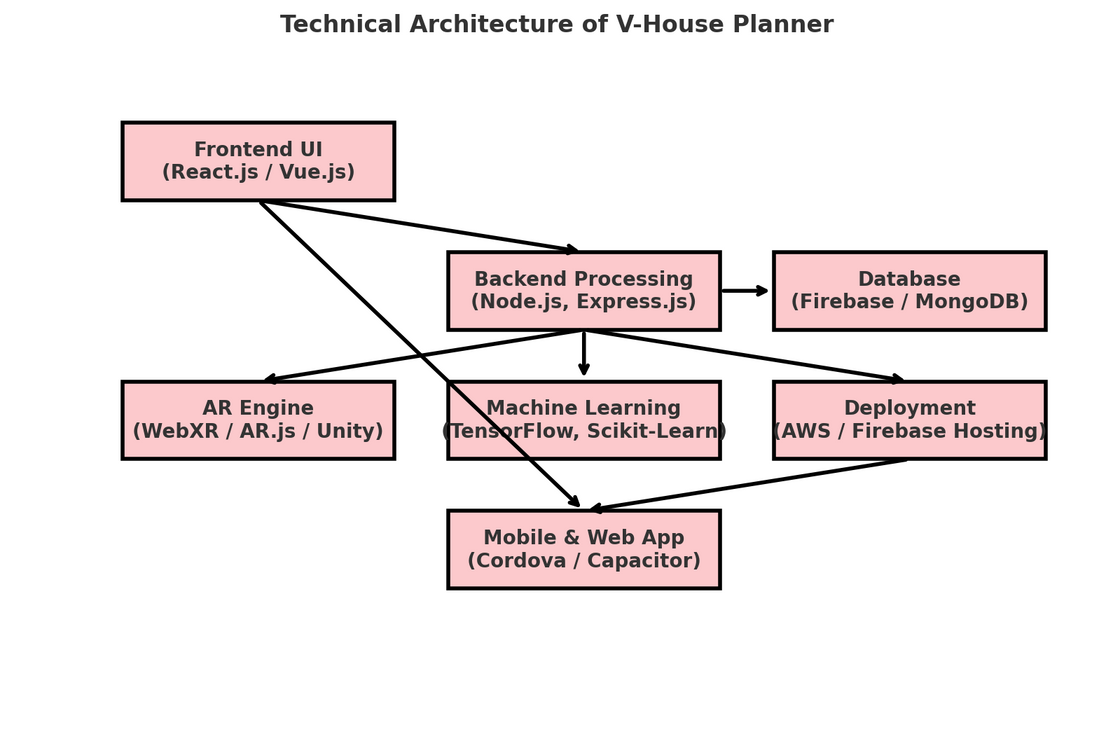 Technical Architecture of V-House Planner
Frontend UI
(React.js / Vue.js)
Backend Processing
(Node.js, Express.js)
Database
(Firebase / MongoDB)
AR Engine
(WebXR / AR.js / Unity)
Machine Learning
(TensorFlow, Scikit-Learn)
Deployment
(AWS / Firebase Hosting)
Mobile & Web App
(Cordova / Capacitor)